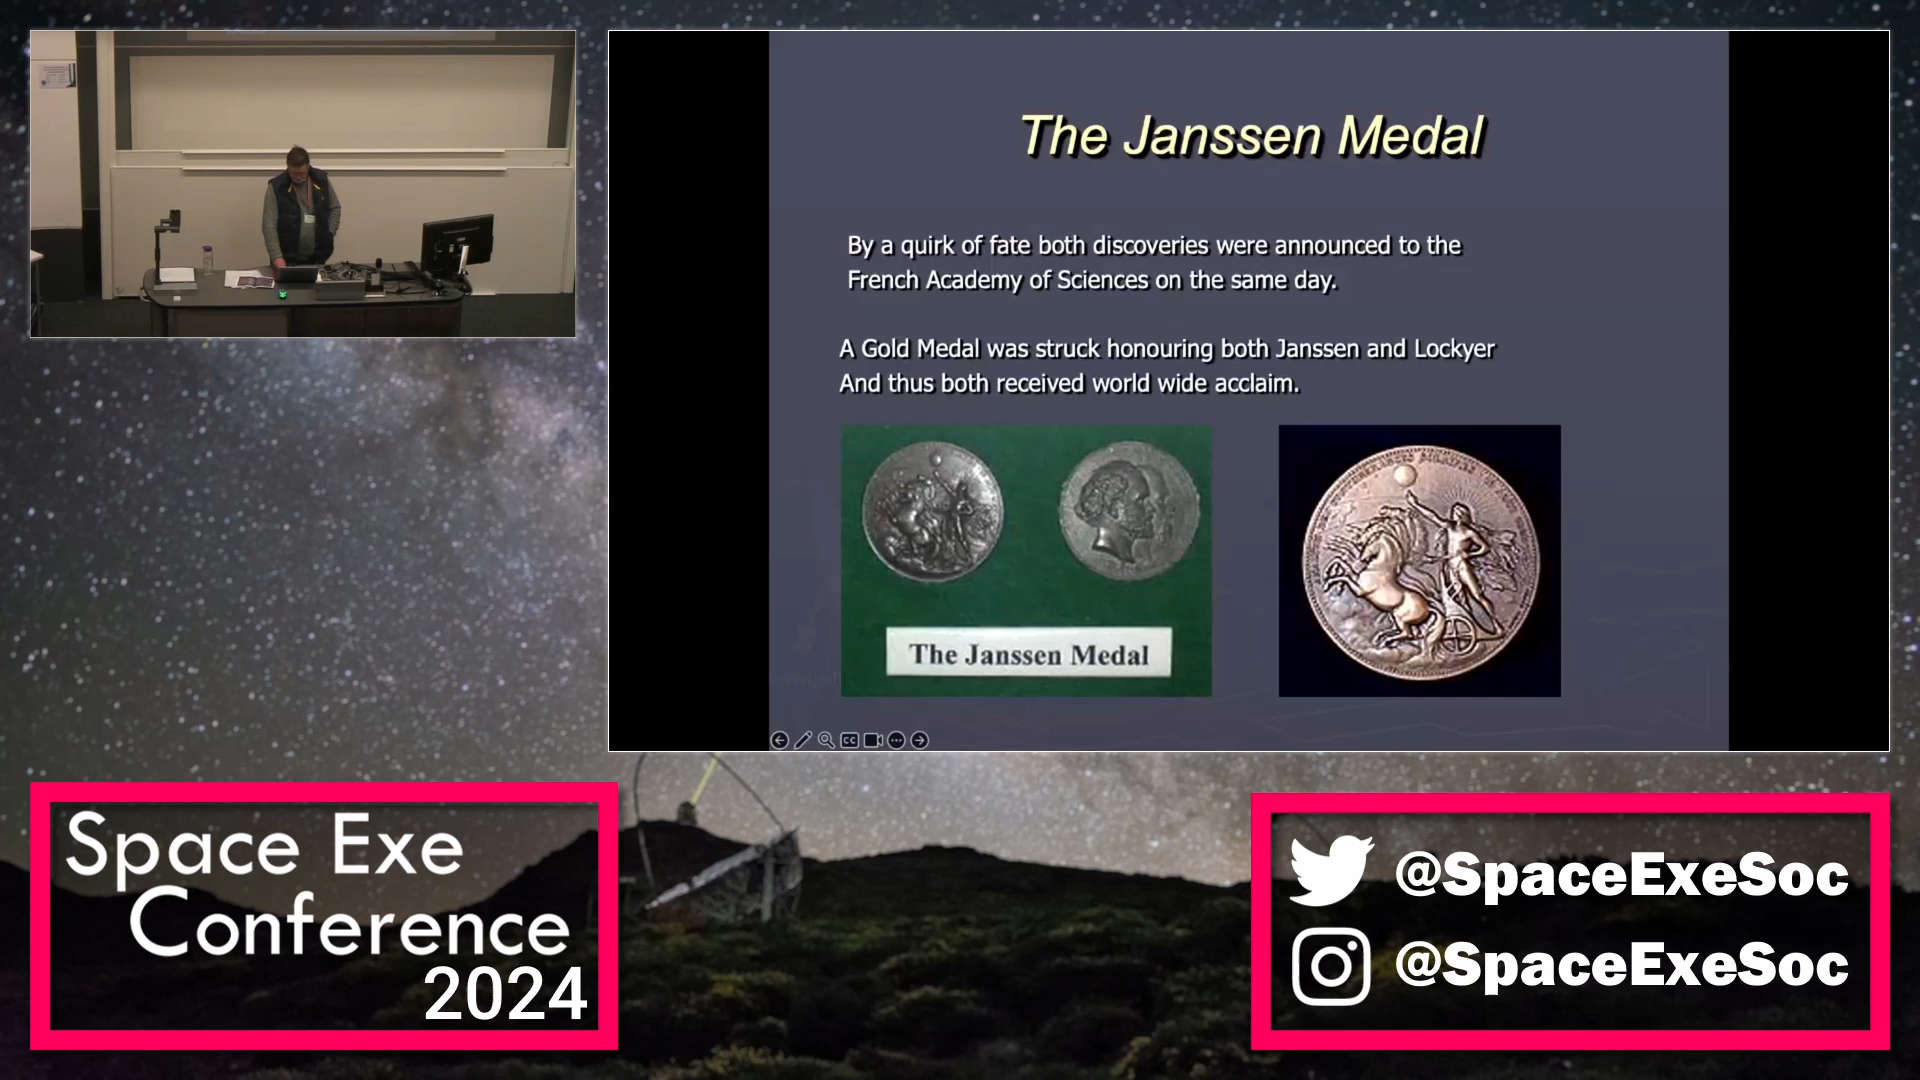 The Janssen Medal
By a quirk of fate both discoveries were announced to the
French Academy of Sciences on the same day.
A Gold Medal was struck honouring both Janssen and Lockyer
And thus both received world wide acclaim.
The Janssen Medal
CC
Space Exe
Conference
2024
@SpaceExeSoc
@SpaceExeSoc